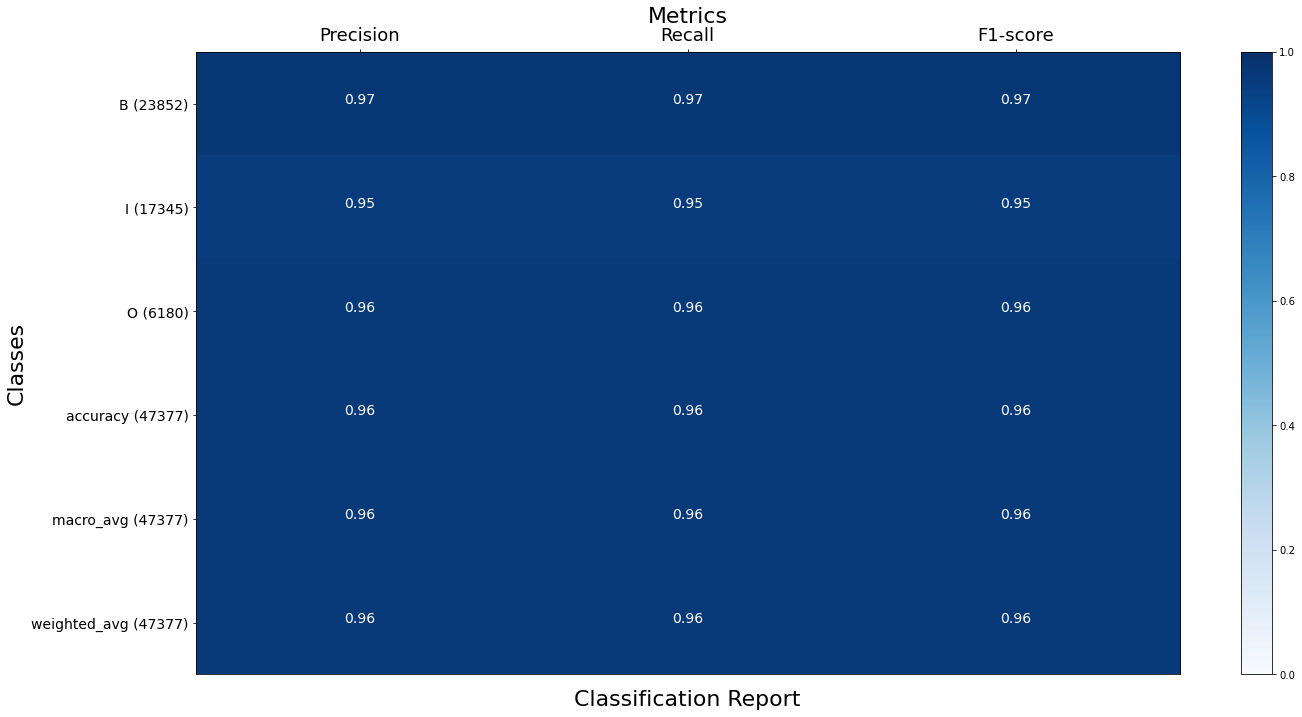 Metrics
Precision Recall F1-score
B (23852) 0.97 0.97 0.97
I (17345) 0.95 0.95 0.95
O (6180) 0.96 0.96 0.96
accuracy (47377) 0.96 0.96 0.96
macro_avg (47377) 0.96 0.96 0.96
weighted_avg (47377) 0.96 0.96 0.96
Classes
Classification Report
1.0
0.8
0.6
0.4
0.2
0.0